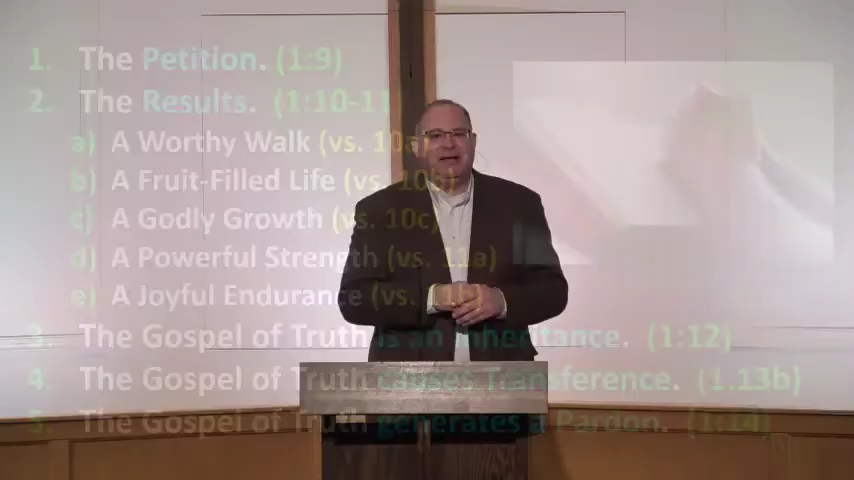 1. The Petition. (1:9)
2. The Results. (1:10-11)
a) A Worthy Walk (vs. 10a)
b) A Fruit-Filled Life (vs. 10b)
c) A Godly Growth (vs. 10c)
d) A Powerful Strength (vs. 11a)
e) A Joyful Endurance (vs. 11b)
3. The Gospel of Truth is an Inheritance. (1:12)
4. The Gospel of Truth causes Transference. (1.13b)
5. The Gospel of Truth generates a Pardon. (1:14)